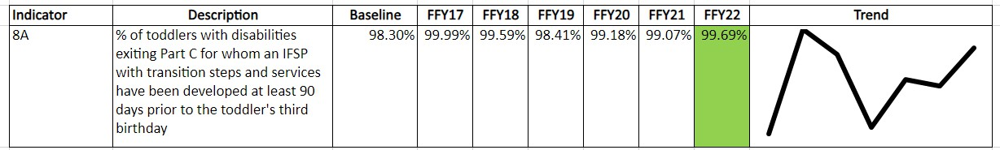 Indicator Description Baseline FFY17 FFY18 FFY19 FFY20 FFY21 FFY22 Trend
8A % of toddlers with disabilities 98.30% 99.99% 99.59% 98.41% 99.18% 99.07% 99.69%
exiting Part C for whom an IFSP
with transition steps and services
have been developed at least 90
days prior to the toddler's third
birthday